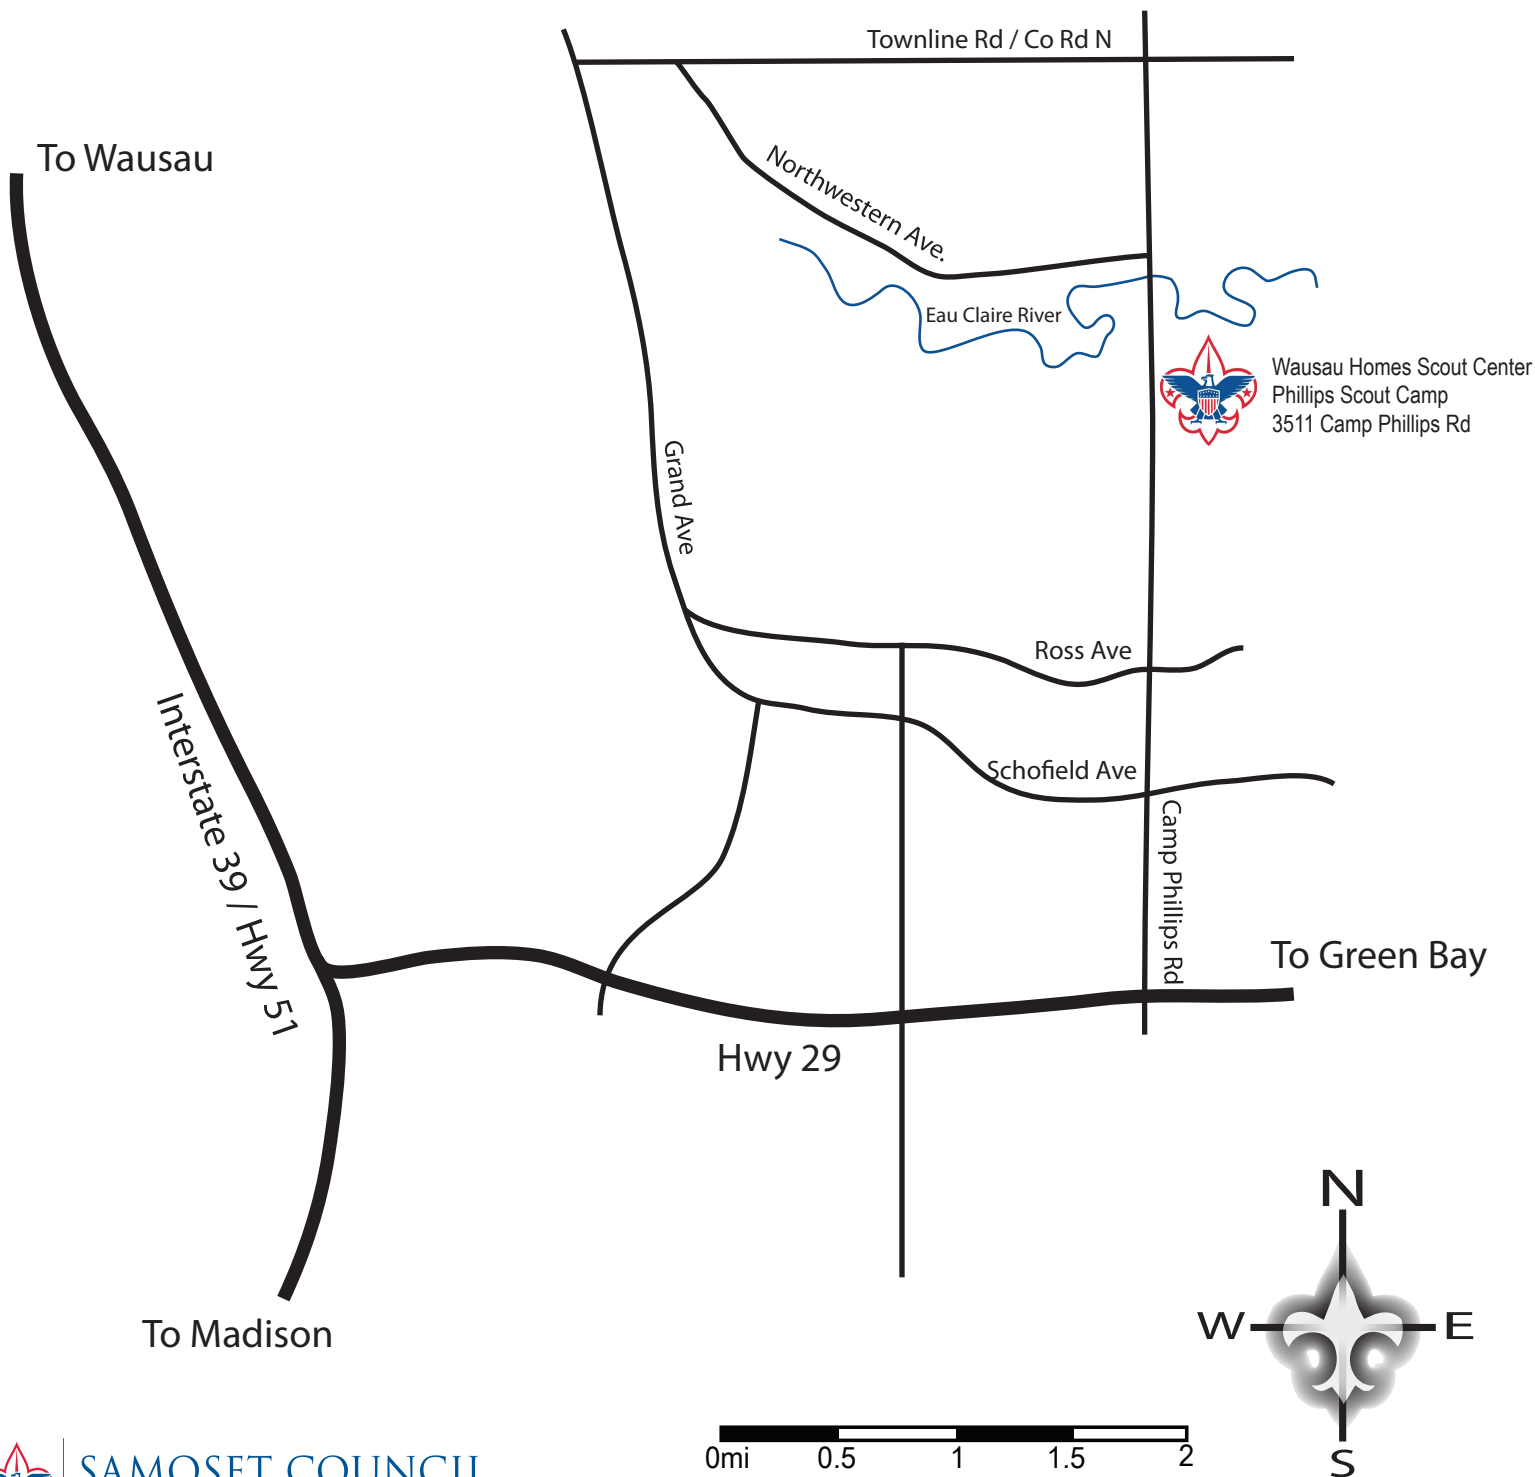 Townline Rd / Co Rd N
To Wausau
Northwestern Ave.
Eau Claire River
Wausau Homes Scout Center
Phillips Scout Camp
3511 Camp Phillips Rd
Grand Ave
Ross Ave
Interstate 39 / Hwy 51
Schofield Ave
Camp Phillips Rd
To Green Bay
Hwy 29
N
W
E
S
To Madison
0mi 0.5 1 1.5 2
SAMOSET COUNCIL